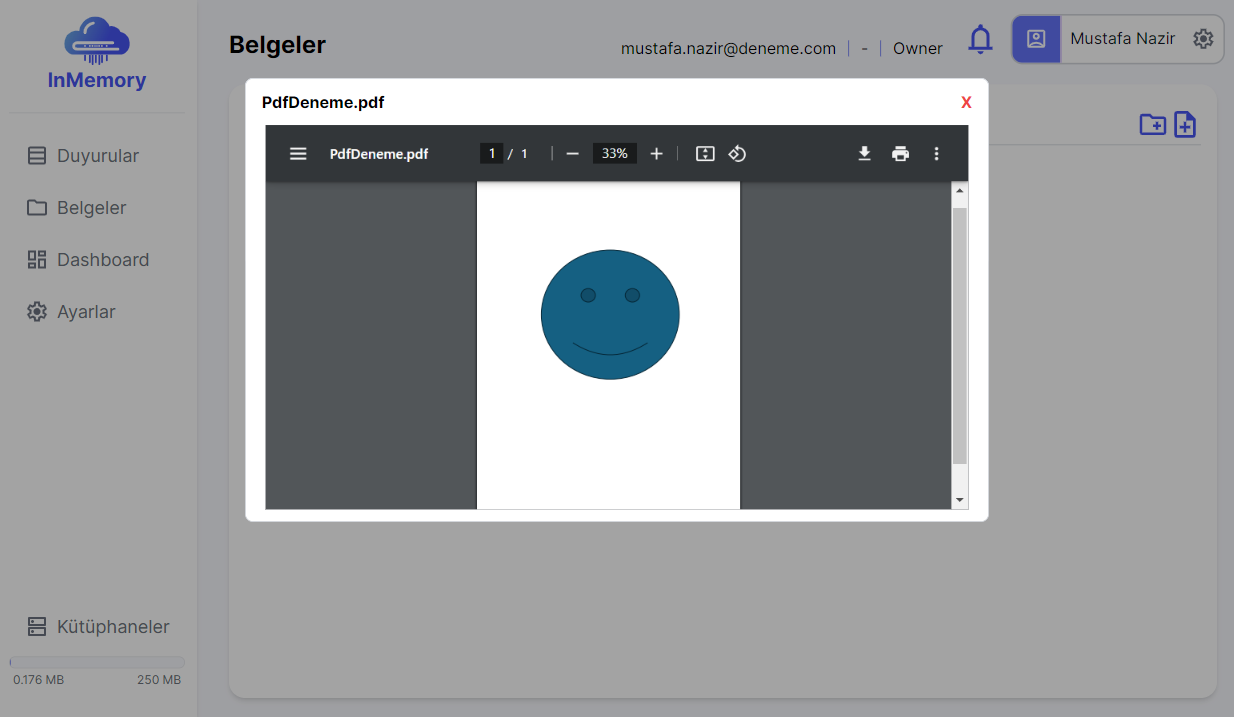 InMemory
Duyurular
Belgeler
Dashboard
Ayarlar
Kütüphaneler
0.176 MB 250 MB
Belgeler
mustafa.nazir@deneme.com | - | Owner
Mustafa Nazir
PdfDeneme.pdf X
PdfDeneme.pdf 1 / 1 | − 33% + |